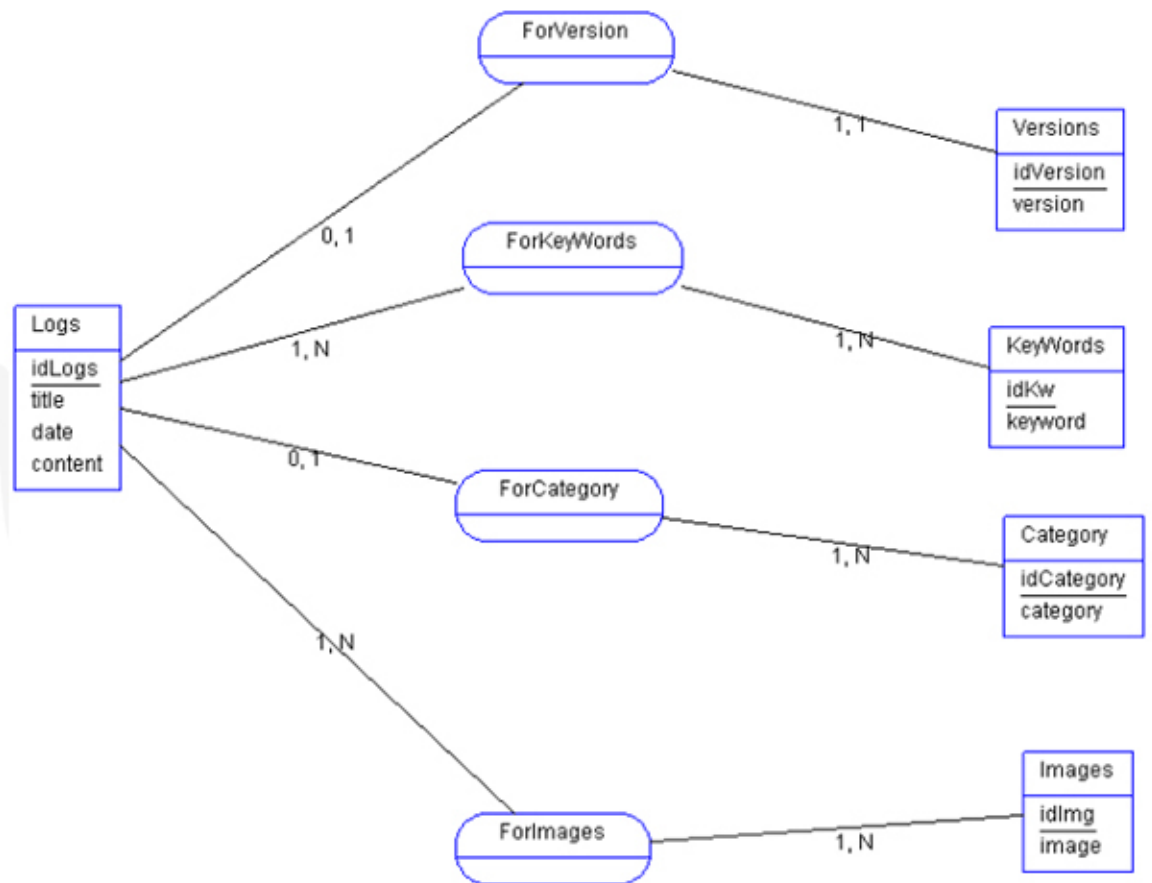 ForVersion
1, 1
Versions
idVersion
version
0, 1
ForKeyWords
1, N
1, N
KeyWords
idKw
keyword
Logs
idLogs
title
date
content
0, 1
ForCategory
1, N
Category
idCategory
category
1, N
ForImages
1, N
Images
idImg
image